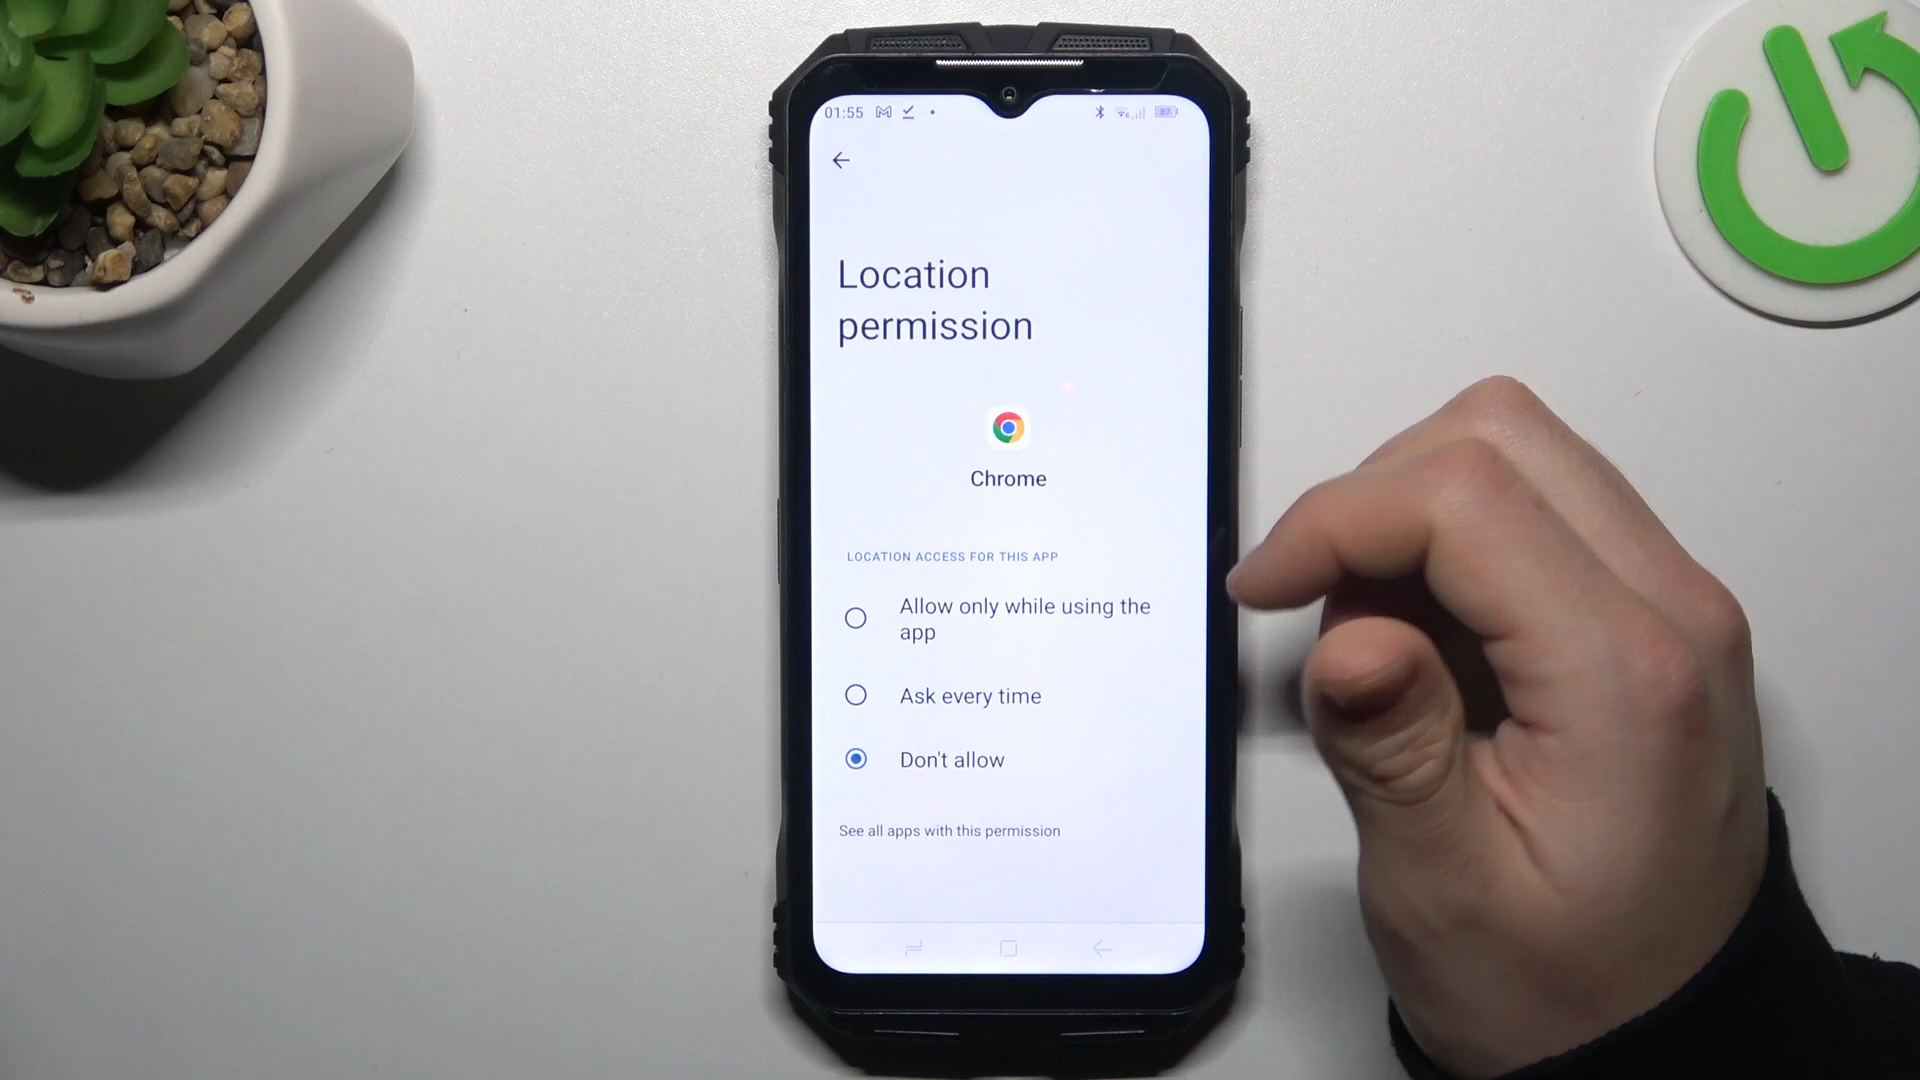 01:55
87
Location
permission
Chrome
LOCATION ACCESS FOR THIS APP
Allow only while using the
app
Ask every time
Don't allow
See all apps with this permission